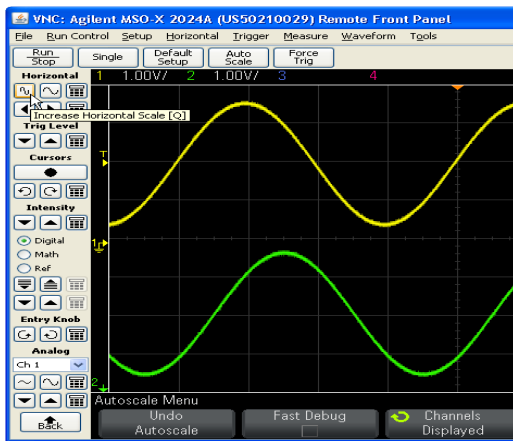 VNC: Agilent MSO-X 2024A (US50210029) Remote Front Panel
File Run Control Setup Horizontal Trigger Measure Waveform Tools
Run Stop Single Default Setup Auto Scale Force Trig
Horizontal
1 1.00V/ 2 1.00V/ 3 4
Increase Horizontal Scale [Q]
Trig Level
T
Cursors
Intensity
Digital
1
Math
Ref
Entry Knob
Analog
Ch 1
2
Autoscale Menu
Back
Undo Autoscale
Fast Debug
Channels Displayed